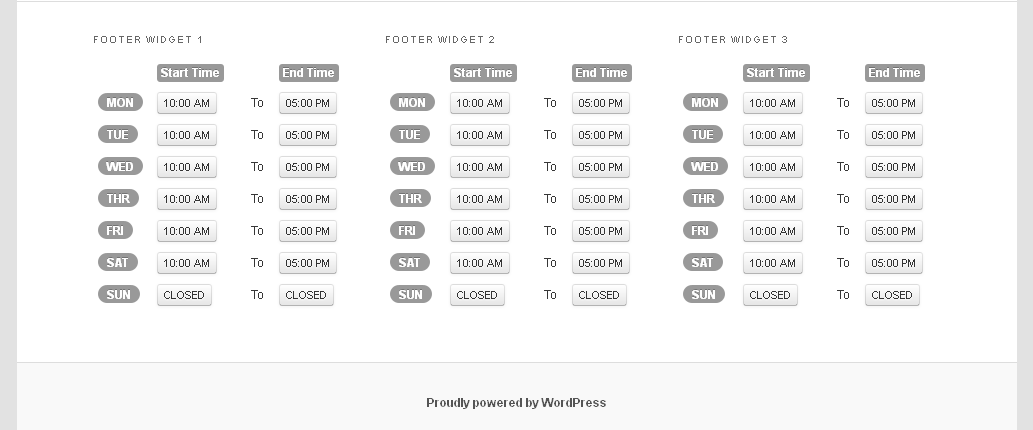 FOOTER WIDGET 1 FOOTER WIDGET 2 FOOTER WIDGET 3
Start Time End Time Start Time End Time Start Time End Time
MON 10:00 AM To 05:00 PM MON 10:00 AM To 05:00 PM MON 10:00 AM To 05:00 PM
TUE 10:00 AM To 05:00 PM TUE 10:00 AM To 05:00 PM TUE 10:00 AM To 05:00 PM
WED 10:00 AM To 05:00 PM WED 10:00 AM To 05:00 PM WED 10:00 AM To 05:00 PM
THR 10:00 AM To 05:00 PM THR 10:00 AM To 05:00 PM THR 10:00 AM To 05:00 PM
FRI 10:00 AM To 05:00 PM FRI 10:00 AM To 05:00 PM FRI 10:00 AM To 05:00 PM
SAT 10:00 AM To 05:00 PM SAT 10:00 AM To 05:00 PM SAT 10:00 AM To 05:00 PM
SUN CLOSED To CLOSED SUN CLOSED To CLOSED SUN CLOSED To CLOSED
Proudly powered by WordPress